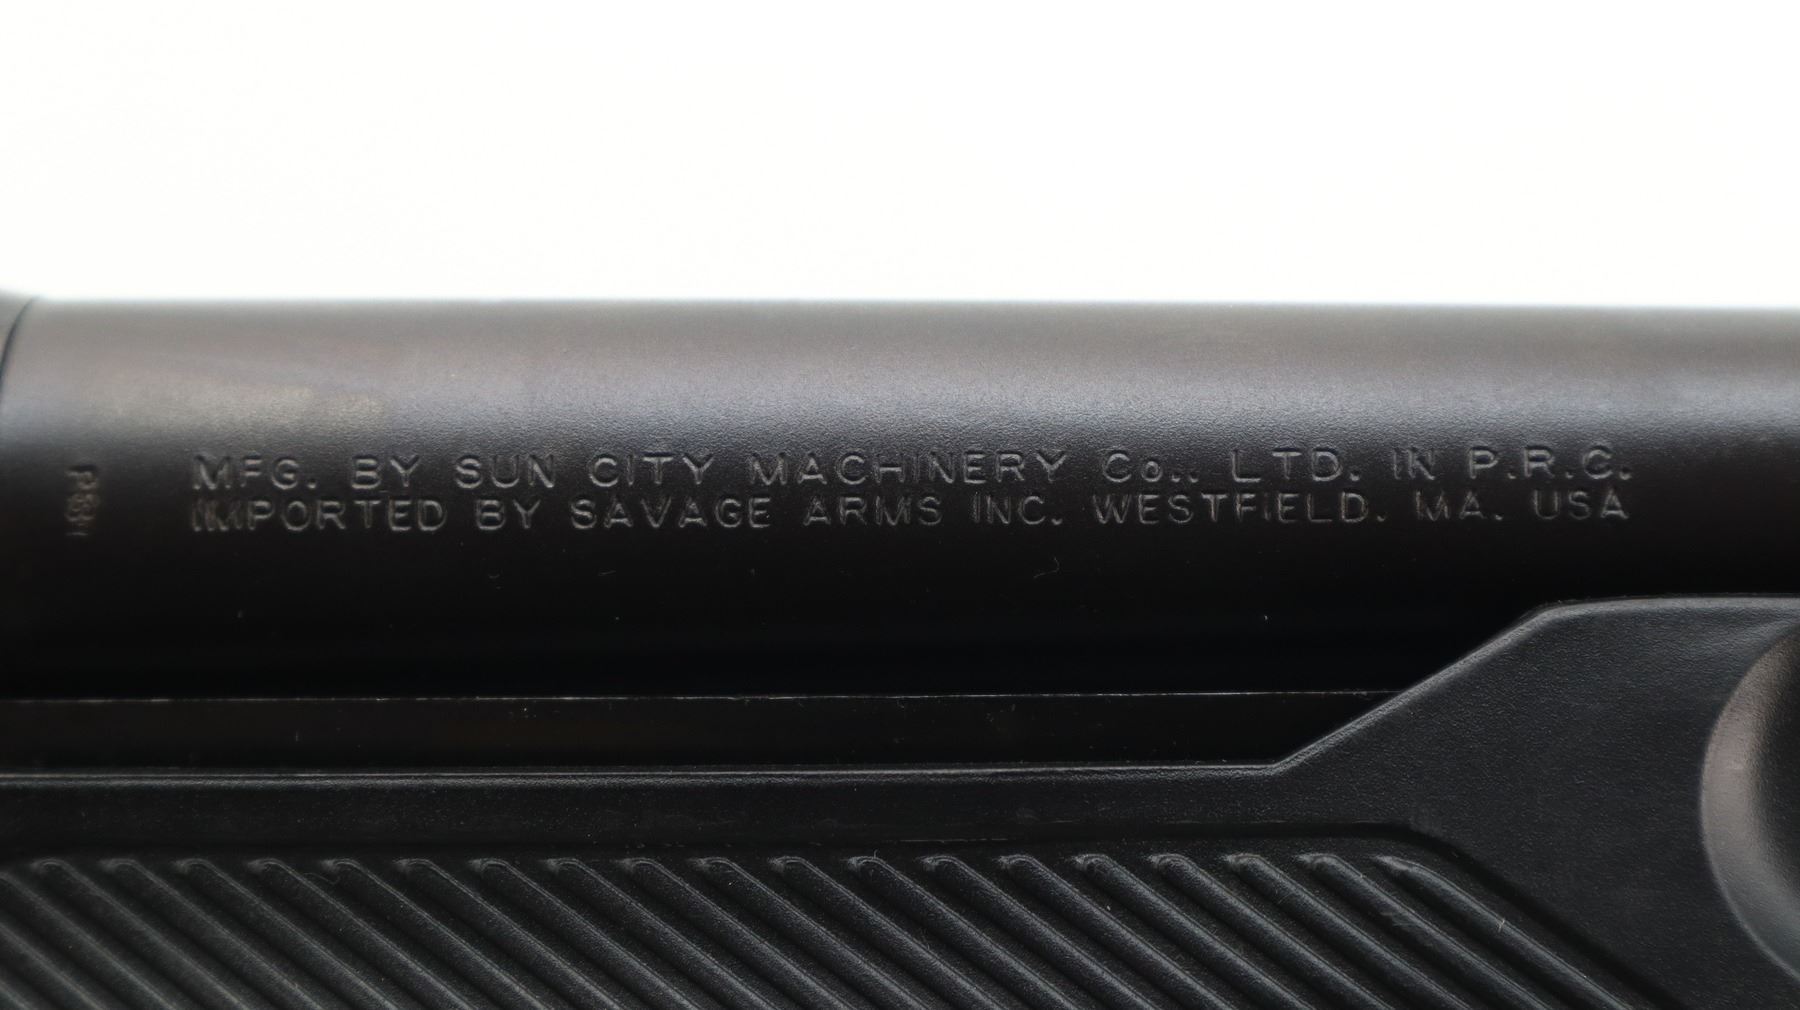 MFG. BY SUN CITY MACHINERY Co.. LTD. IN P.R.C.
IMPORTED BY SAVAGE ARMS INC. WESTFIELD. MA. USA